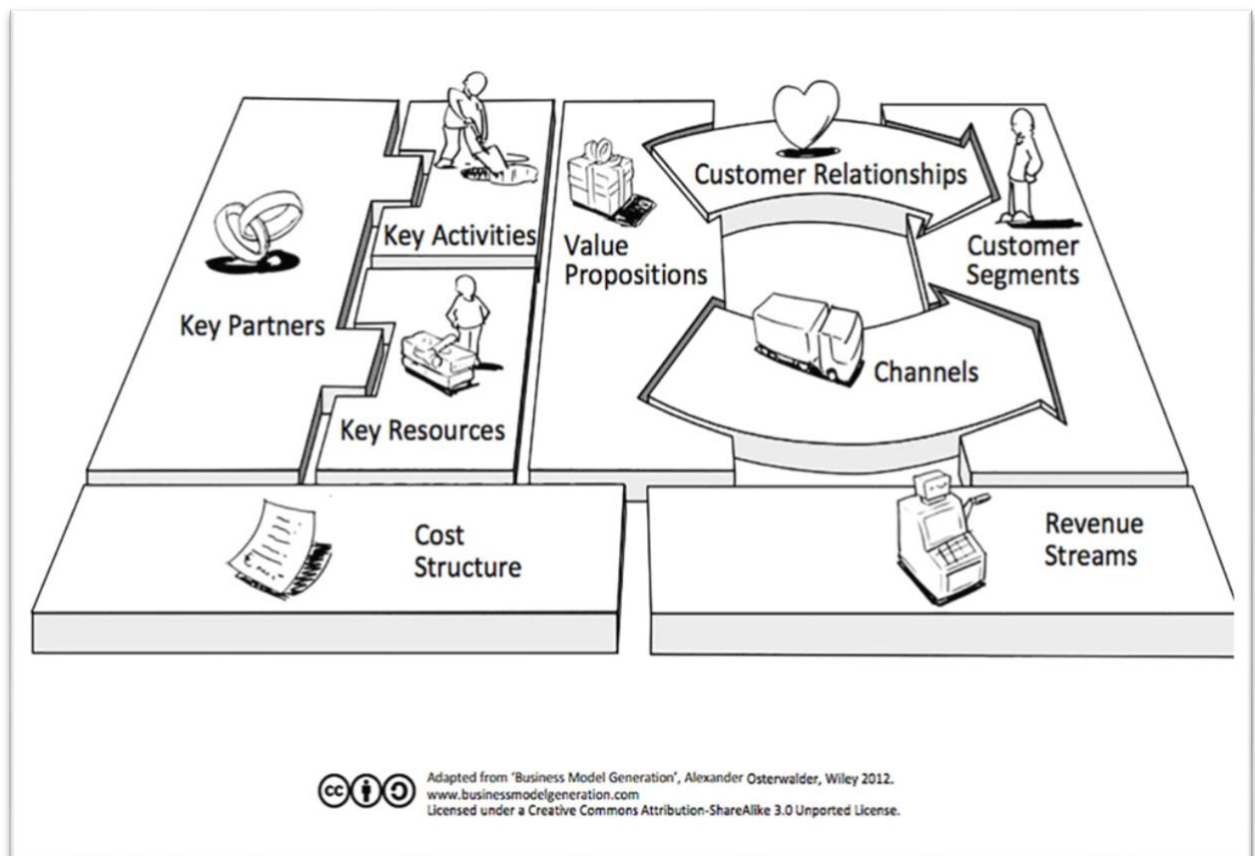 Key Partners
Key Activities
Key Resources
Value
Propositions
Customer Relationships
Channels
Customer
Segments
Cost
Structure
Revenue
Streams
cc
Adapted from 'Business Model Generation', Alexander Osterwalder, Wiley 2012.
www.businessmodelgeneration.com
Licensed under a Creative Commons Attribution-ShareAlike 3.0 Unported License.